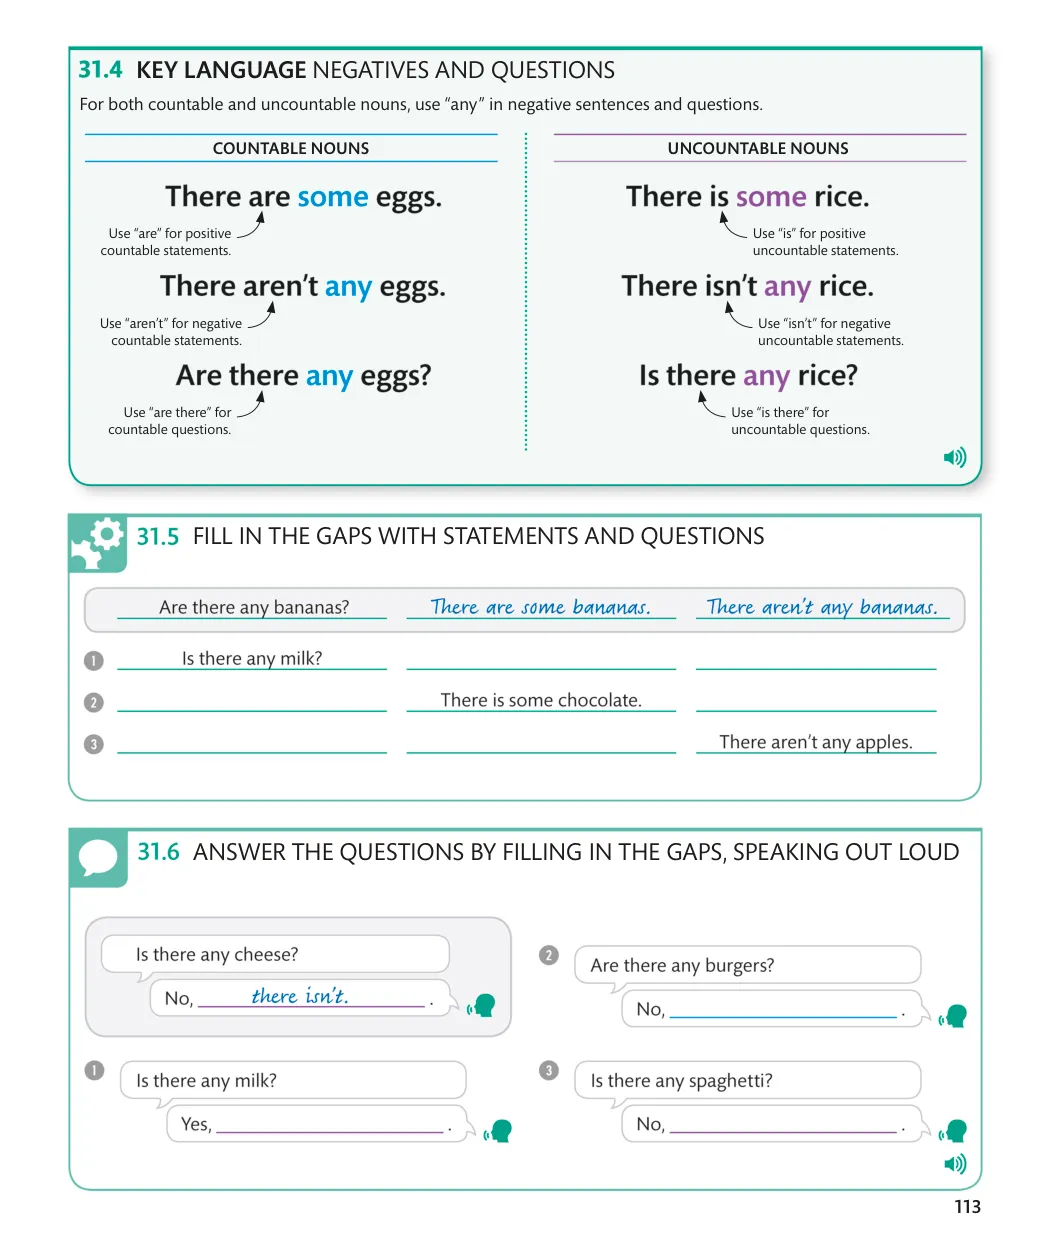 31.4 KEY LANGUAGE NEGATIVES AND QUESTIONS
For both countable and uncountable nouns, use “any” in negative sentences and questions.
COUNTABLE NOUNS
There are some eggs.
Use “are” for positive
countable statements.
There aren’t any eggs.
Use “aren’t” for negative
countable statements.
Are there any eggs?
Use “are there” for
countable questions.
UNCOUNTABLE NOUNS
There is some rice.
Use “is” for positive
uncountable statements.
There isn’t any rice.
Use “isn’t” for negative
uncountable statements.
Is there any rice?
Use “is there” for
uncountable questions.
31.5 FILL IN THE GAPS WITH STATEMENTS AND QUESTIONS
Are there any bananas? There are some bananas. There aren’t any bananas.
1 Is there any milk?
2 There is some chocolate.
3 There aren’t any apples.
31.6 ANSWER THE QUESTIONS BY FILLING IN THE GAPS, SPEAKING OUT LOUD
Is there any cheese?
No, there isn’t. .
1 Is there any milk?
Yes, .
2 Are there any burgers?
No, .
3 Is there any spaghetti?
No, .
113